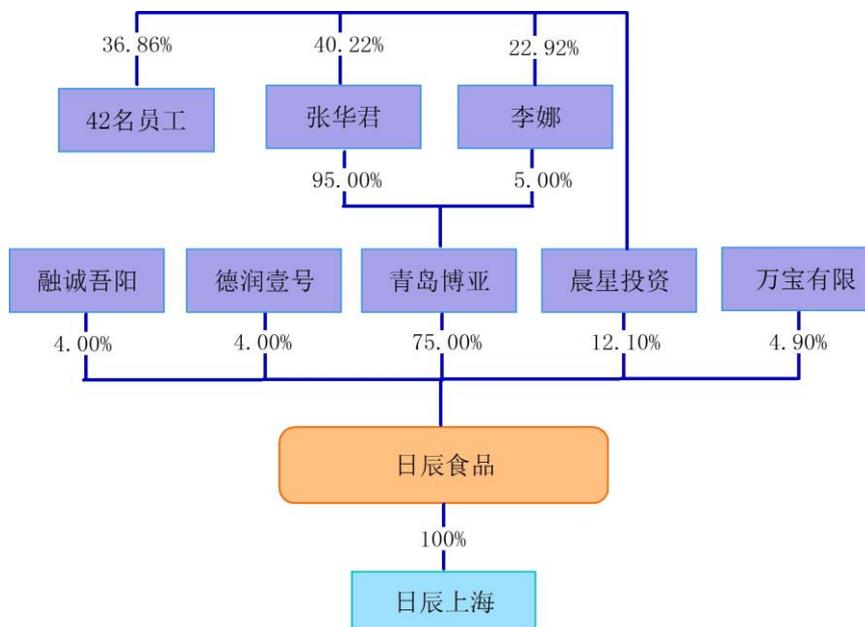 36.86%
40.22%
22.92%
42名员工
张华君
李娜
95.00%
5.00%
融诚吾阳
德润壹号
青岛博亚
晨星投资
万宝有限
4.00%
4.00%
75.00%
12.10%
4.90%
日辰食品
100%
日辰上海